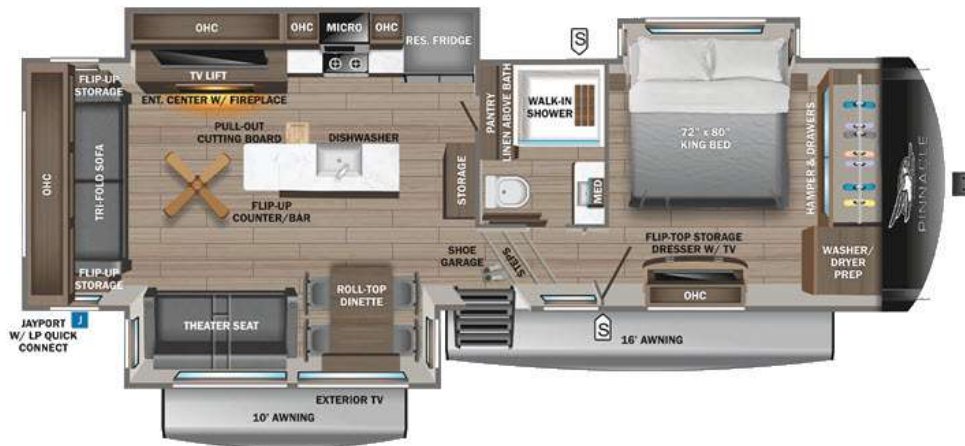 OHC
OHC
MICRO
OHC
RES. FRIDGE
FLIP-UP
STORAGE
TV LIFT
ENT. CENTER W/ FIREPLACE
PULL-OUT
CUTTING BOARD
DISHWASHER
OHC
TRI-FOLD SOFA
FLIP-UP
COUNTER/BAR
STORAGE
PANTRY
LINEN ABOVE BATH
WALK-IN
SHOWER
S
MED
72" x 80"
KING BED
HAMPER & DRAWERS
PINNACLE
FLIP-UP
STORAGE
SHOE
GARAGE
STEPS
FLIP-TOP STORAGE
DRESSER W/ TV
OHC
WASHER/
DRYER
PREP
JAYPORT
W/ LP QUICK
CONNECT
J
THEATER SEAT
ROLL-TOP
DINETTE
S
16' AWNING
EXTERIOR TV
10' AWNING